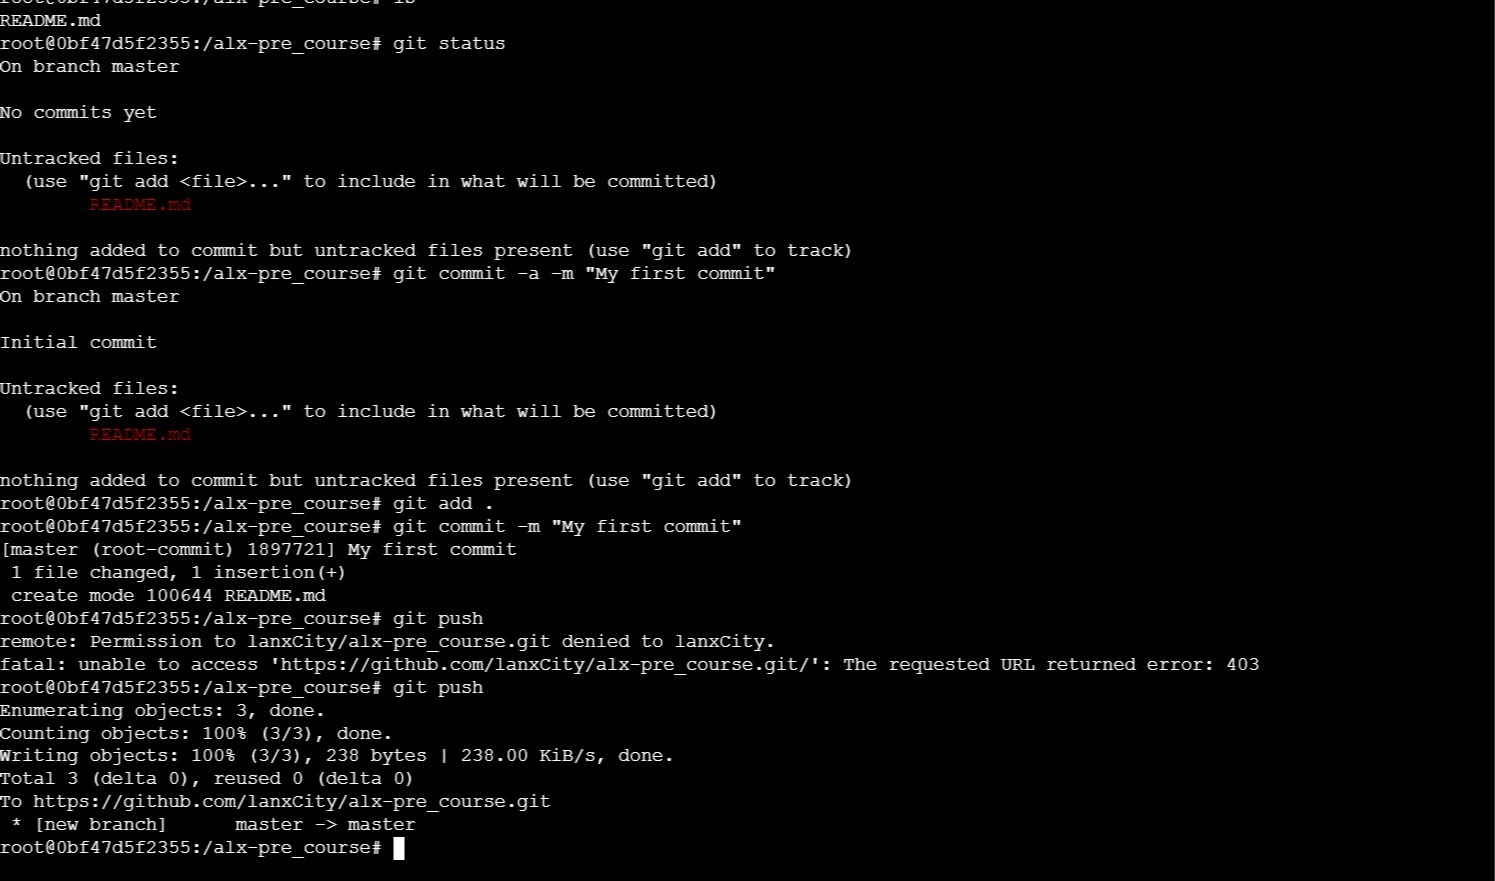 README.md
root@0bf47d5f2355:/alx-pre_course# git status
On branch master
No commits yet
Untracked files:
  (use "git add <file>..." to include in what will be committed)
        README.md
nothing added to commit but untracked files present (use "git add" to track)
root@0bf47d5f2355:/alx-pre_course# git commit -a -m "My first commit"
On branch master
Initial commit
Untracked files:
  (use "git add <file>..." to include in what will be committed)
        README.md
nothing added to commit but untracked files present (use "git add" to track)
root@0bf47d5f2355:/alx-pre_course# git add .
root@0bf47d5f2355:/alx-pre_course# git commit -m "My first commit"
[master (root-commit) 1897721] My first commit
 1 file changed, 1 insertion(+)
 create mode 100644 README.md
root@0bf47d5f2355:/alx-pre_course# git push
remote: Permission to lanxCity/alx-pre_course.git denied to lanxCity.
fatal: unable to access 'https://github.com/lanxCity/alx-pre_course.git/': The requested URL returned error: 403
root@0bf47d5f2355:/alx-pre_course# git push
Enumerating objects: 3, done.
Counting objects: 100% (3/3), done.
Writing objects: 100% (3/3), 238 bytes | 238.00 KiB/s, done.
Total 3 (delta 0), reused 0 (delta 0)
To https://github.com/lanxCity/alx-pre_course.git
 * [new branch]      master -> master
root@0bf47d5f2355:/alx-pre_course#